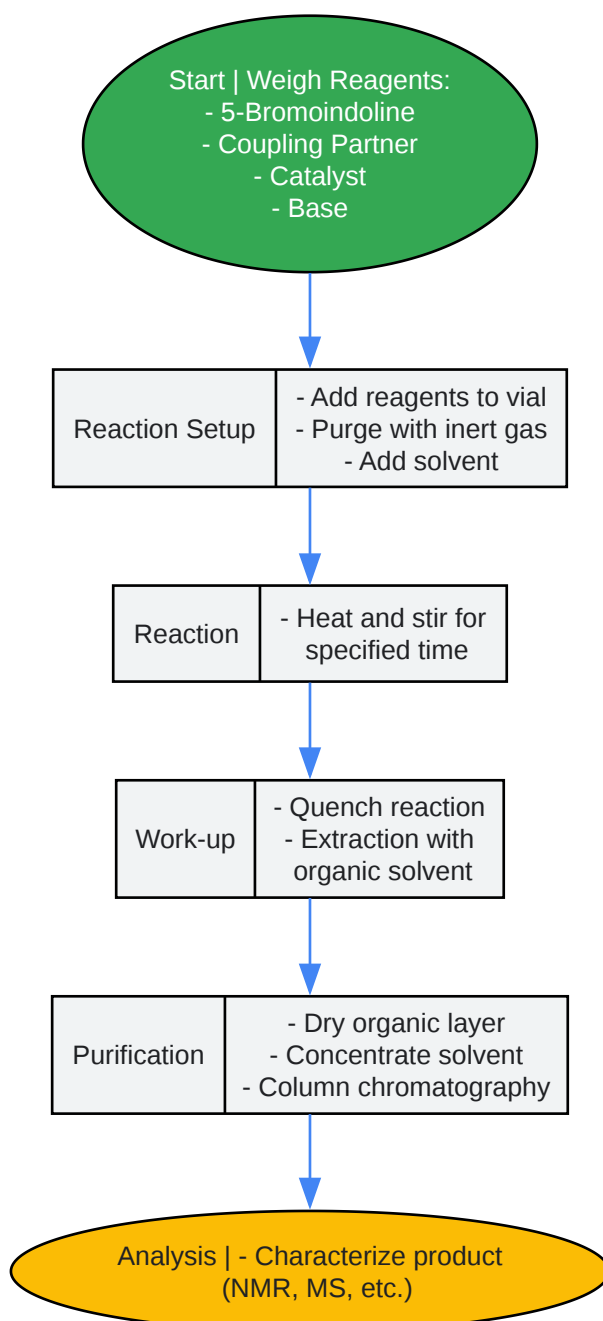 Start | Weigh Reagents:
- 5-Bromoindoline
- Coupling Partner
- Catalyst
- Base
Reaction Setup
- Add reagents to vial
- Purge with inert gas
- Add solvent
Reaction
- Heat and stir for
specified time
Work-up
- Quench reaction
- Extraction with
organic solvent
Purification
- Dry organic layer
- Concentrate solvent
- Column chromatography
Analysis | - Characterize product
(NMR, MS, etc.)